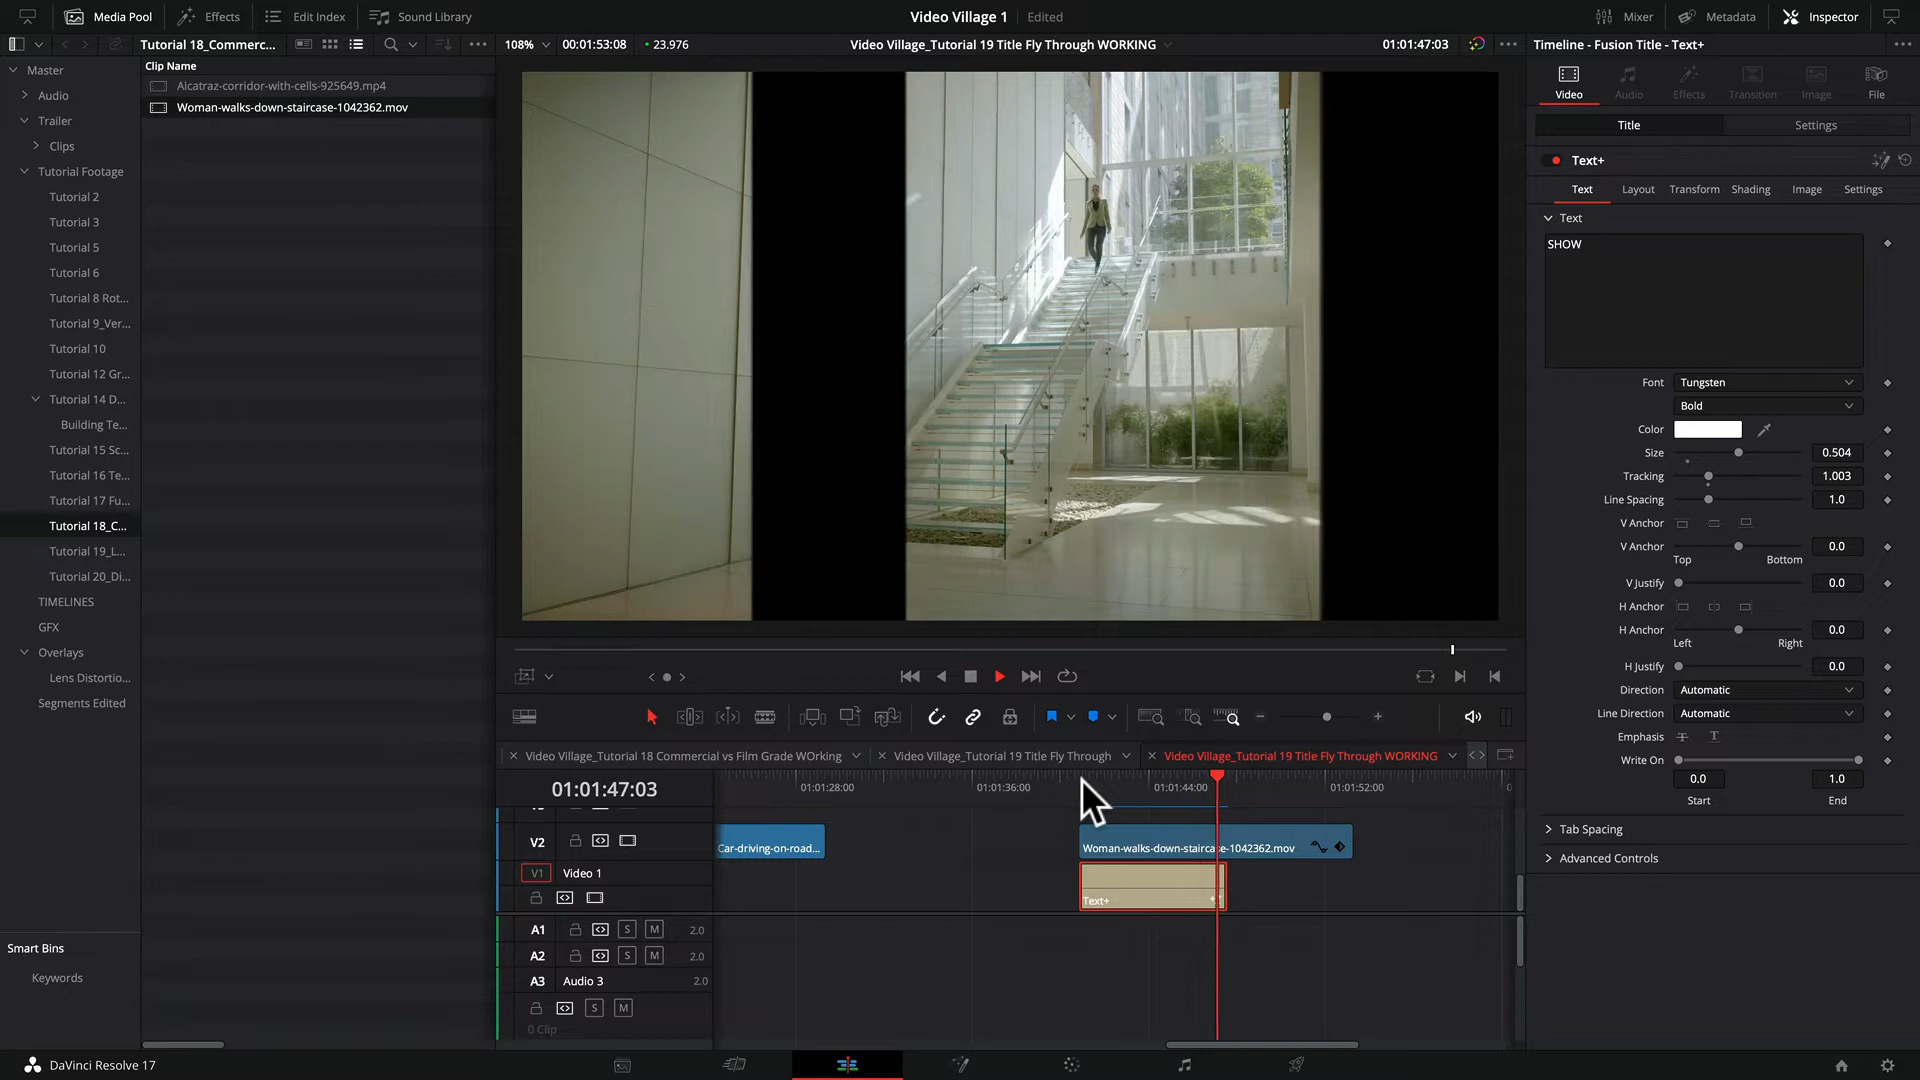 Media Pool
Effects
Edit Index
Sound Library
Video Village 1
Edited
Mixer
Metadata
Inspector
Tutorial 18_Commerc...
108%
00:01:53:08
23.976
Video Village_Tutorial 19 Title Fly Through WORKING
01:01:47:03
Timeline - Fusion Title - Text+
Clip Name
Alcatraz-corridor-with-cells-925649.mp4
Woman-walks-down-staircase-1042362.mov
Master
Audio
Trailer
Clips
Tutorial Footage
Tutorial 2
Tutorial 3
Tutorial 5
Tutorial 6
Tutorial 8 Rot...
Tutorial 9_Ver...
Tutorial 10
Tutorial 12 Gr...
Tutorial 14 D...
Building Te...
Tutorial 15 Sc...
Tutorial 16 Te...
Tutorial 17 Fu...
Tutorial 18_C...
Tutorial 19_L...
Tutorial 20_Di...
TIMELINES
GFX
Overlays
Lens Distortio...
Segments Edited
Smart Bins
Keywords
Video
Audio
Effects
Transition
Image
File
Title
Settings
Text+
Text
Layout
Transform
Shading
Image
Settings
Text
SHOW
Font
Tungsten
Bold
Color
Size
0.504
Tracking
1.003
Line Spacing
1.0
V Anchor
V Anchor
0.0
Top
Bottom
V Justify
0.0
H Anchor
H Anchor
0.0
Left
Right
H Justify
0.0
Direction
Automatic
Line Direction
Automatic
Emphasis
T
T
Write On
0.0
1.0
Start
End
Tab Spacing
Advanced Controls
Video Village_Tutorial 18 Commercial vs Film Grade WOrking
Video Village_Tutorial 19 Title Fly Through
Video Village_Tutorial 19 Title Fly Through WORKING
01:01:47:03
01:01:28:00
01:01:36:00
01:01:44:00
01:01:52:00
V2
Car-driving-on-road...
Woman-walks-down-staircase-1042362.mov
V1
Video 1
Text+
A1
S
M
2.0
A2
S
M
2.0
A3
Audio 3
2.0
S
M
0 Clip
DaVinci Resolve 17